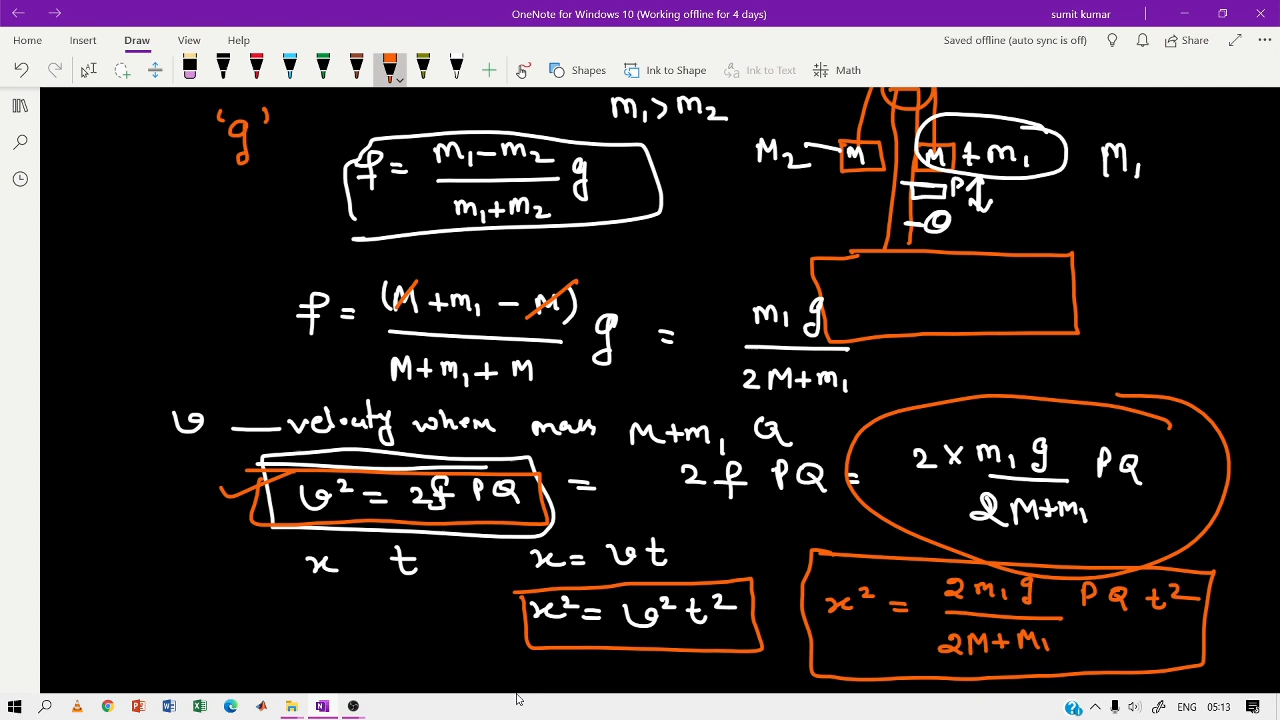 OneNote for Windows 10 (Working offline for 4 days)
sumit kumar
Home Insert Draw View Help
Saved offline (auto sync is off)
Share
Shapes
Ink to Shape
Ink to Text
Math
'g'
m₁ > m₂
f = (m₁ - m₂)/(m₁ + m₂) g
M₂ — M
M + m₁
M₁
P
Q
f = (M + m₁ - M)/(M + m₁ + M) g = m₁ g/(2M + m₁)
v — velocity when mass M+m₁ Q
v² = 2f PQ = 2f PQ = 2 × m₁ g/(2M+m₁) PQ
x t x = vt
x² = v² t²
x² = 2 m₁ g/(2M + M₁) PQ t²
ENG 05:13